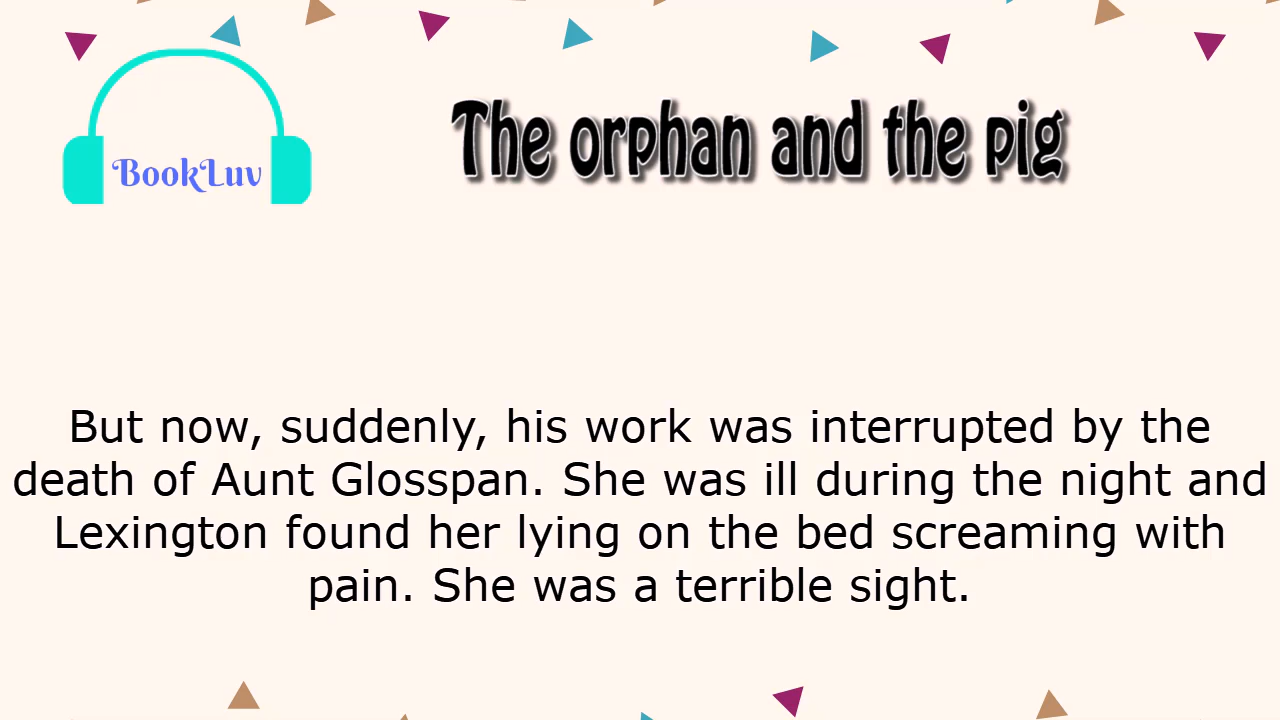 BookLuv
The orphan and the pig
But now, suddenly, his work was interrupted by the
death of Aunt Glosspan. She was ill during the night and
Lexington found her lying on the bed screaming with
pain. She was a terrible sight.